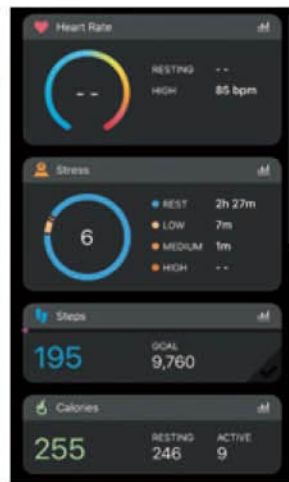 Heart Rate
RESTING --
-- HIGH 85 bpm
Stress
REST 2h 27m
6 LOW 7m
MEDIUM 1m
HIGH --
Steps
195 GOAL
9,760
Calories
255 RESTING ACTIVE
246 9